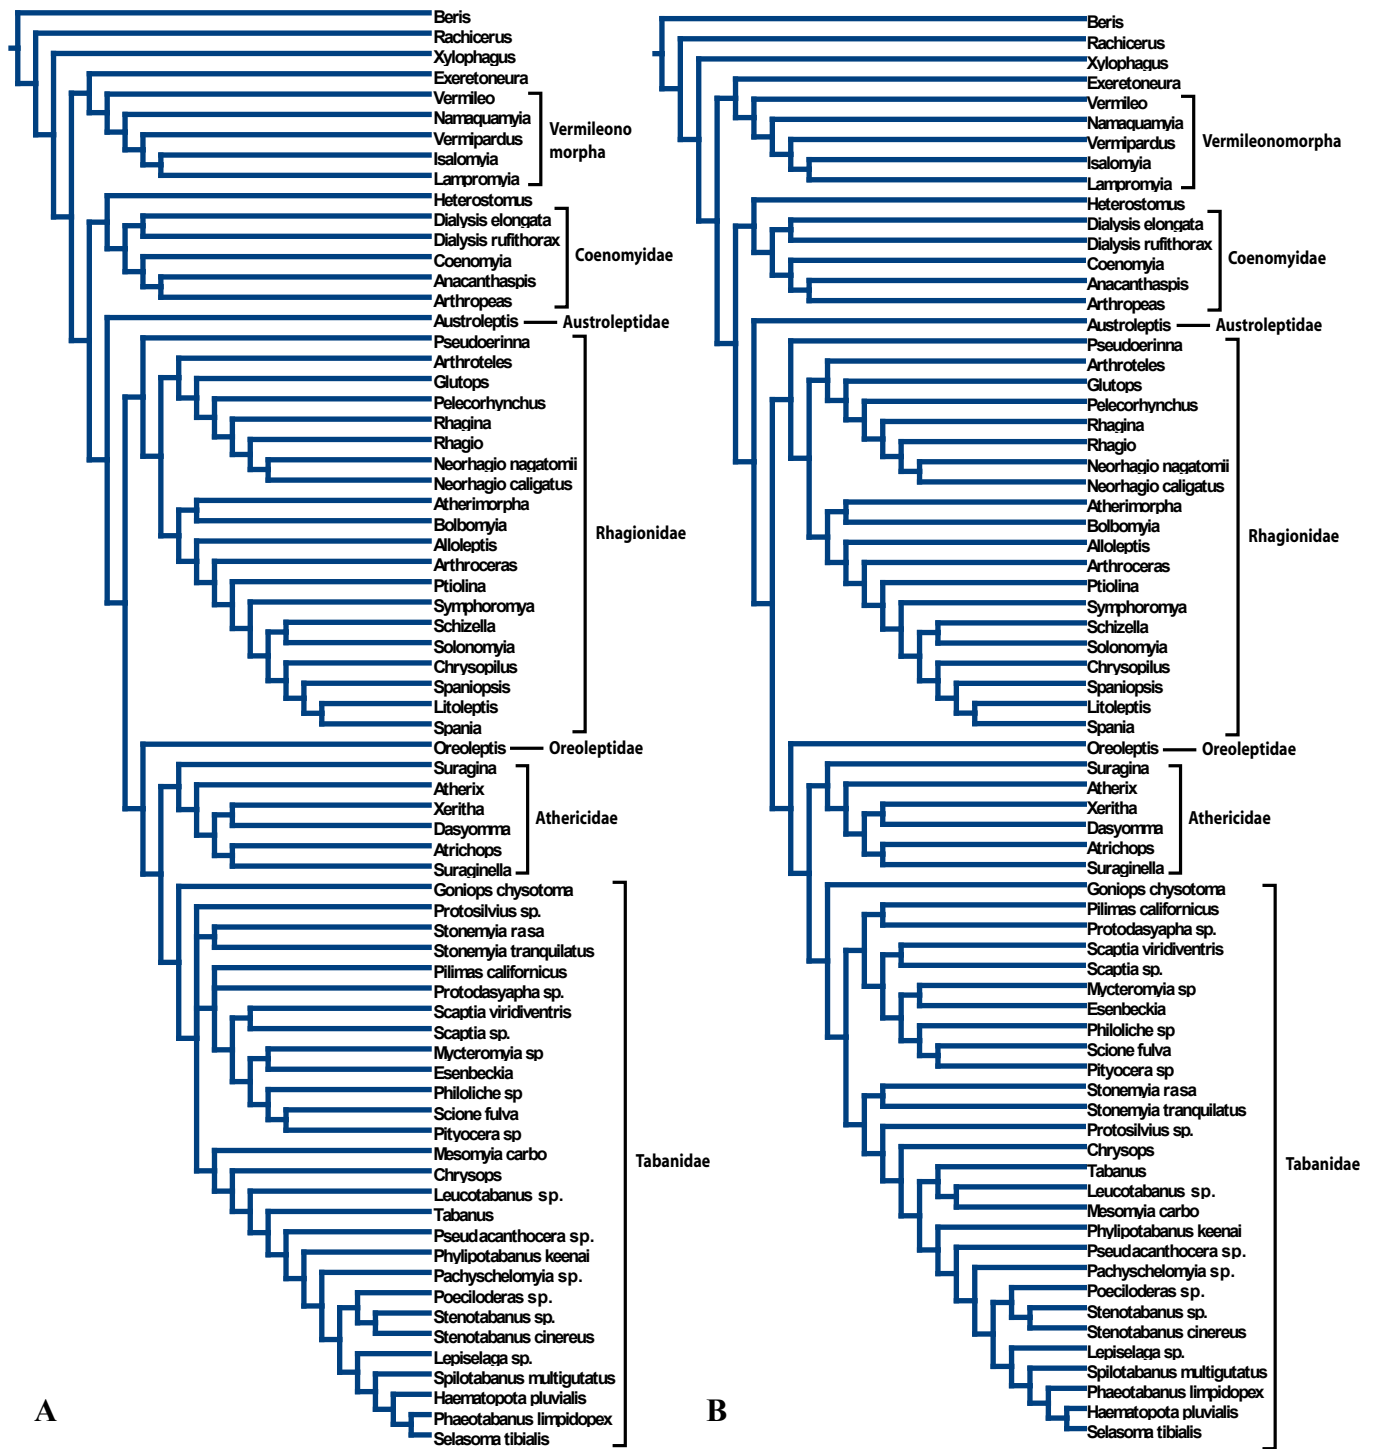 Beris
Rachicerus
Xylophagus
Exeretoneura
Vermileo
Namaquamyia
Vermipardus
Isalomyia
Lampromyia
Vermileono
morpha
Heterostomus
Dialysis elongata
Dialysis rufithorax
Coenomyia
Anacanthaspis
Arthropeas
Coenomyidae
Austroleptis
Austroleptidae
Pseudoerinna
Arthroteles
Glutops
Pelecorhynchus
Rhagina
Rhagio
Neorhagio nagatomii
Neorhagio caligatus
Atherimorpha
Bolbomyia
Alloleptis
Arthroceras
Ptiolina
Symphoromya
Schizella
Solonomyia
Chrysopilus
Spaniopsis
Litoleptis
Spania
Rhagionidae
Oreoleptis
Oreoleptidae
Suragina
Atherix
Xeritha
Dasyomma
Atrichops
Suraginella
Athericidae
Goniops chysotoma
Protosilvius sp.
Stonemyia rasa
Stonemyia tranquilatus
Pilimas californicus
Protodasyapha sp.
Scaptia viridiventris
Scaptia sp.
Mycteromyia sp
Esenbeckia
Philoliche sp
Scione fulva
Pityocera sp
Mesomyia carbo
Chrysops
Leucotabanus sp.
Tabanus
Pseudacanthocera sp.
Phylipotabanus keenai
Pachyschelomyia sp.
Poeciloderas sp.
Stenotabanus sp.
Stenotabanus cinereus
Lepiselaga sp.
Spilotabanus multigutatus
Haematopota pluvialis
Phaeotabanus limpidopex
Selasoma tibialis
Tabanidae
A
Beris
Rachicerus
Xylophagus
Exeretoneura
Vermileo
Namaquamyia
Vermipardus
Isalomyia
Lampromyia
Vermileonomorpha
Heterostomus
Dialysis elongata
Dialysis rufithorax
Coenomyia
Anacanthaspis
Arthropeas
Coenomyidae
Austroleptis
Austroleptidae
Pseudoerinna
Arthroteles
Glutops
Pelecorhynchus
Rhagina
Rhagio
Neorhagio nagatomii
Neorhagio caligatus
Atherimorpha
Bolbomyia
Alloleptis
Arthroceras
Ptiolina
Symphoromya
Schizella
Solonomyia
Chrysopilus
Spaniopsis
Litoleptis
Spania
Rhagionidae
Oreoleptis
Oreoleptidae
Suragina
Atherix
Xeritha
Dasyomma
Atrichops
Suraginella
Athericidae
Goniops chysotoma
Pilimas californicus
Protodasyapha sp.
Scaptia viridiventris
Scaptia sp.
Mycteromyia sp
Esenbeckia
Philoliche sp
Scione fulva
Pityocera sp
Stonemyia rasa
Stonemyia tranquilatus
Protosilvius sp.
Chrysops
Tabanus
Leucotabanus sp.
Mesomyia carbo
Phylipotabanus keenai
Pseudacanthocera sp.
Pachyschelomyia sp.
Poeciloderas sp.
Stenotabanus sp.
Stenotabanus cinereus
Lepiselaga sp.
Spilotabanus multigutatus
Phaeotabanus limpidopex
Haematopota pluvialis
Selasoma tibialis
Tabanidae
B